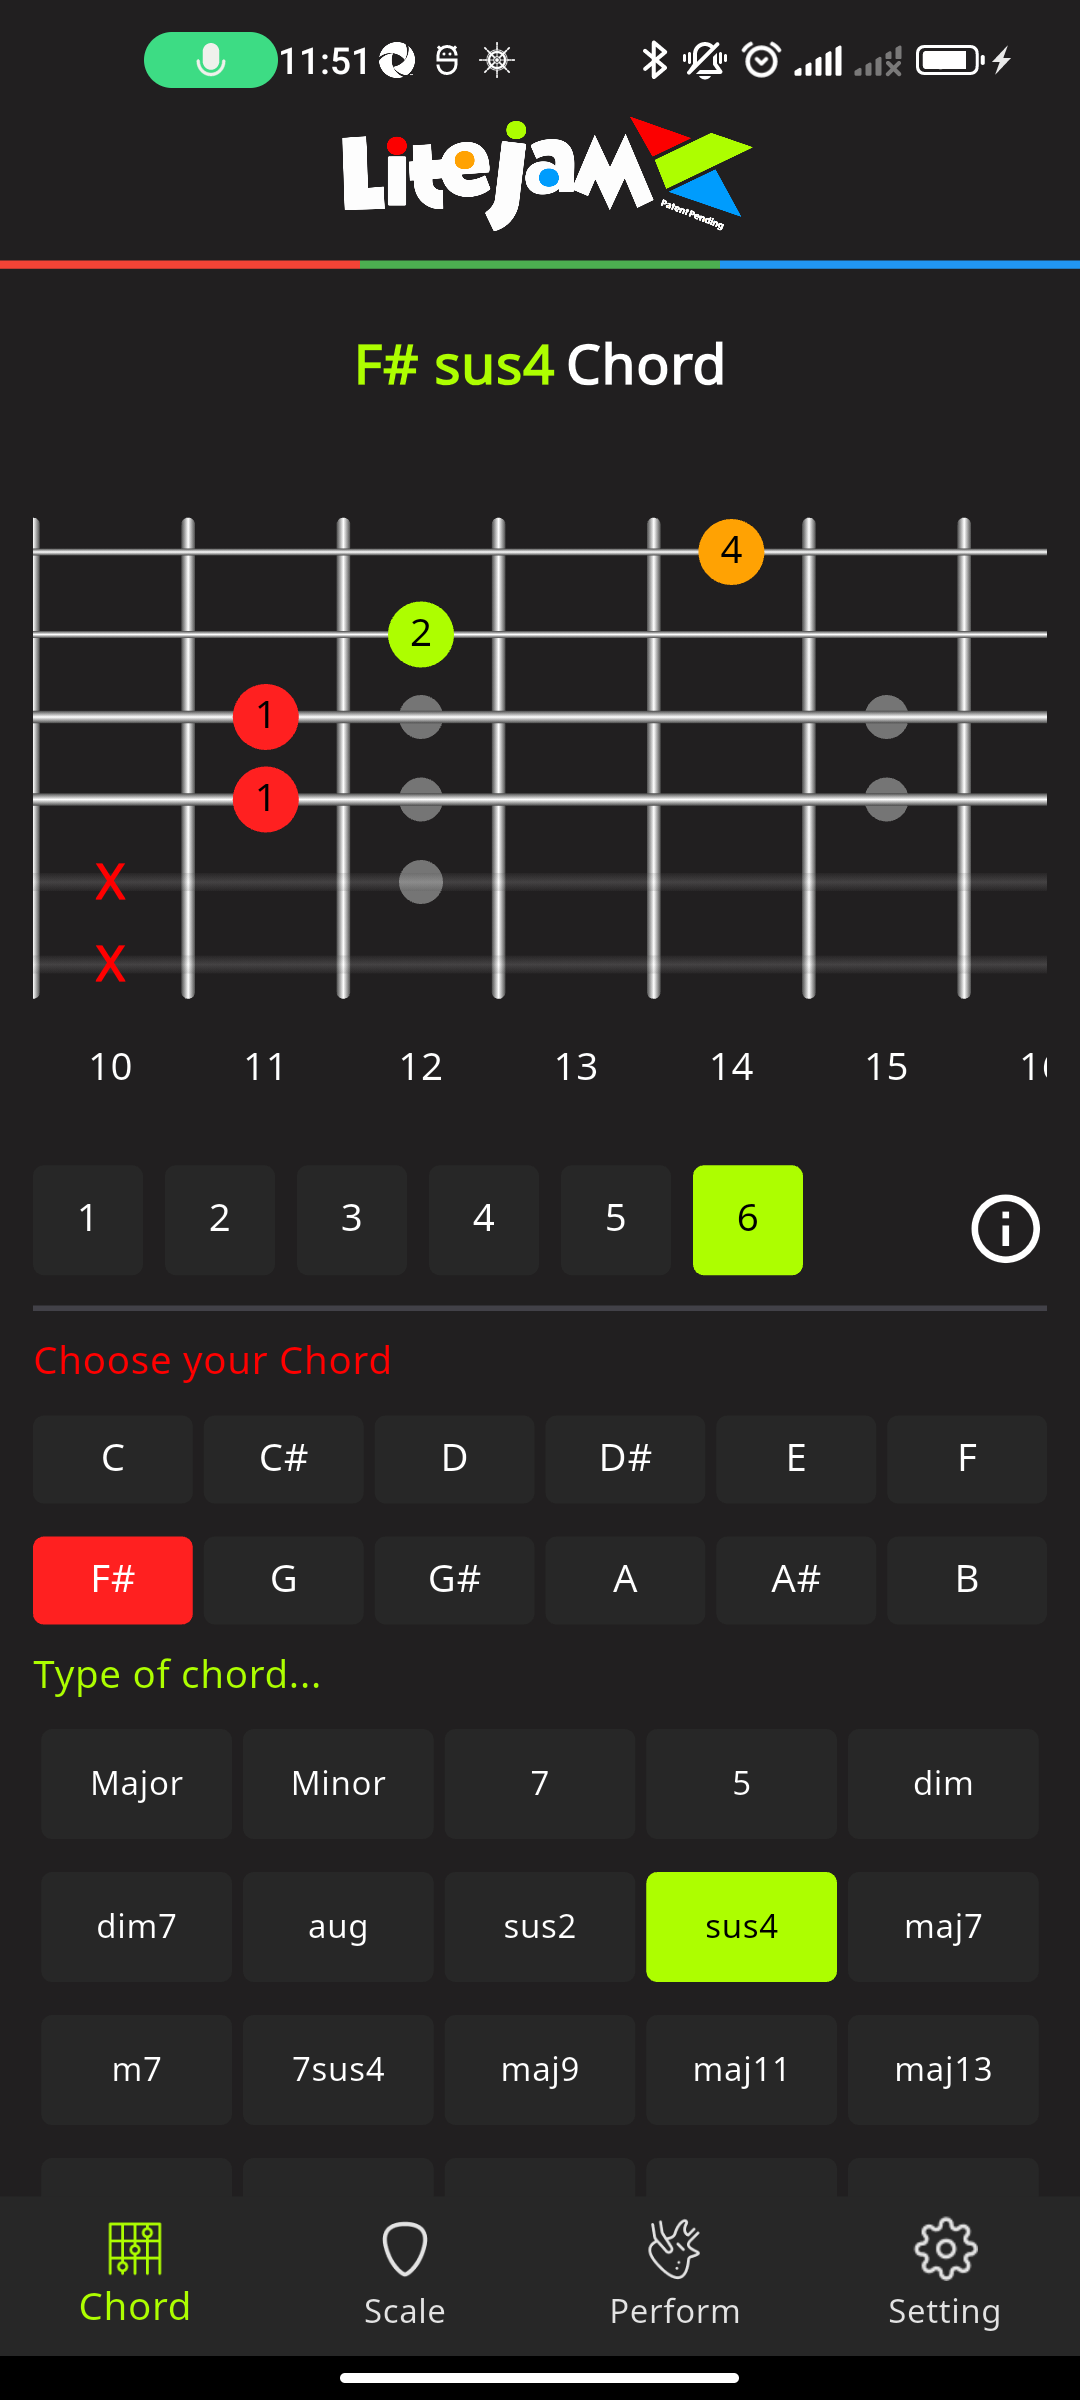 11:51
Litejam
Patent Pending
F# sus4 Chord
4
2
1
1
X
X
10 11 12 13 14 15
1 2 3 4 5 6
Choose your Chord
C C# D D# E F
F# G G# A A# B
Type of chord...
Major Minor 7 5 dim
dim7 aug sus2 sus4 maj7
m7 7sus4 maj9 maj11 maj13
Chord Scale Perform Setting